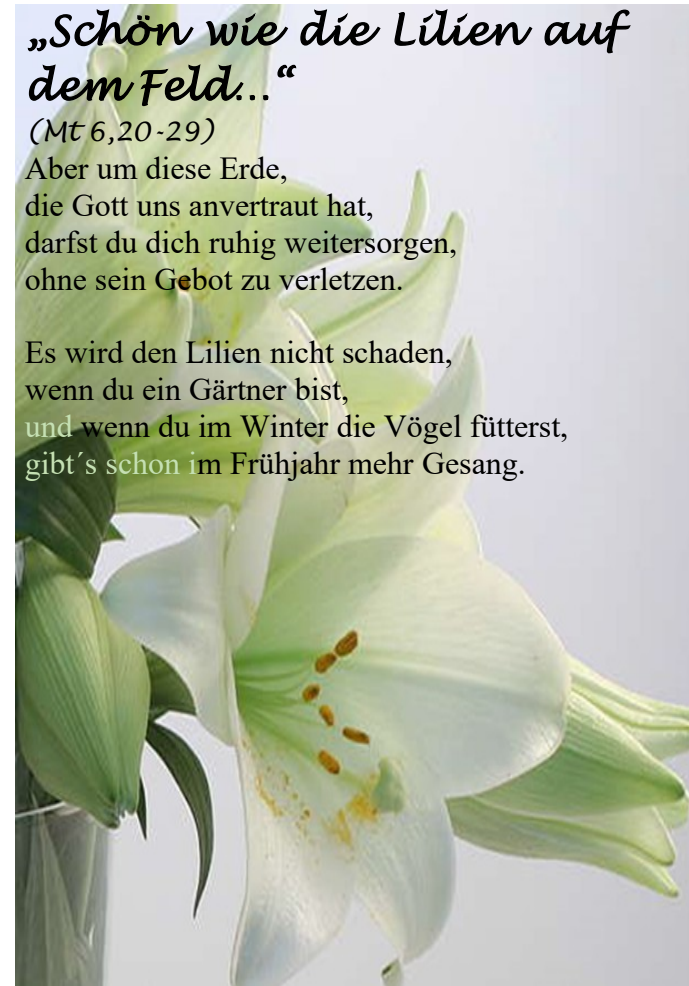 „Schön wie die Lilien auf
dem Feld...“
(Mt 6,20-29)
Aber um diese Erde,
die Gott uns anvertraut hat,
darfst du dich ruhig weitersorgen,
ohne sein Gebot zu verletzen.

Es wird den Lilien nicht schaden,
wenn du ein Gärtner bist,
und wenn du im Winter die Vögel fütterst,
gibt´s schon im Frühjahr mehr Gesang.